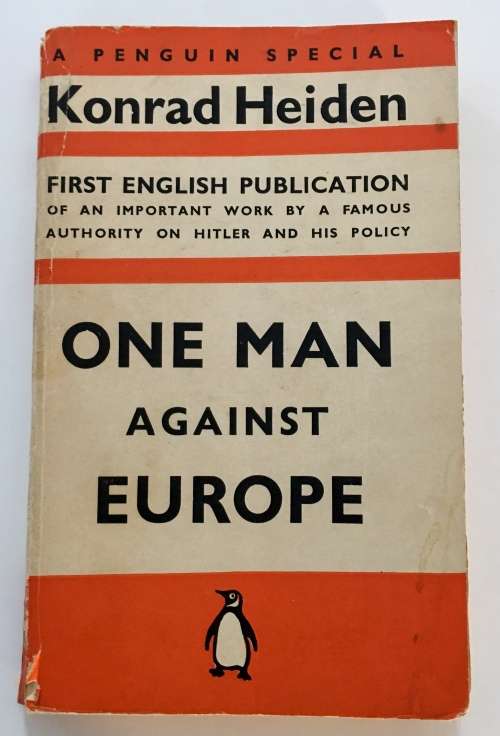 A PENGUIN SPECIAL
Konrad Heiden
FIRST ENGLISH PUBLICATION
OF AN IMPORTANT WORK BY A FAMOUS
AUTHORITY ON HITLER AND HIS POLICY
ONE MAN
AGAINST
EUROPE